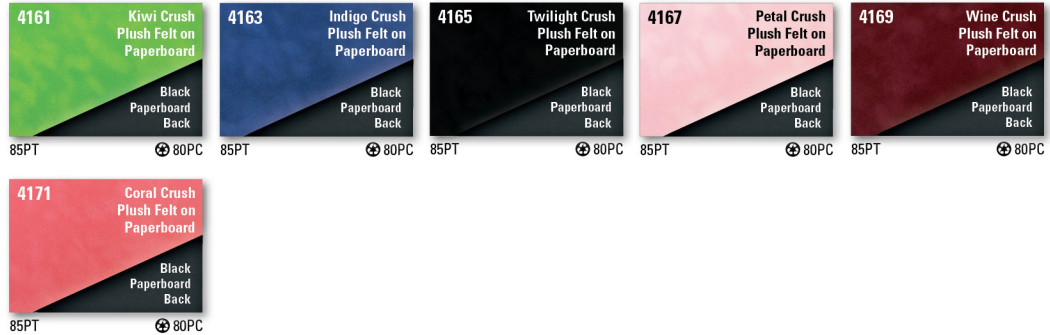 4161 Kiwi Crush
Plush Felt on
Paperboard
Black
Paperboard
Back
85PT 80PC
4163 Indigo Crush
Plush Felt on
Paperboard
Black
Paperboard
Back
85PT 80PC
4165 Twilight Crush
Plush Felt on
Paperboard
Black
Paperboard
Back
85PT 80PC
4167 Petal Crush
Plush Felt on
Paperboard
Black
Paperboard
Back
85PT 80PC
4169 Wine Crush
Plush Felt on
Paperboard
Black
Paperboard
Back
85PT 80PC
4171 Coral Crush
Plush Felt on
Paperboard
Black
Paperboard
Back
85PT 80PC